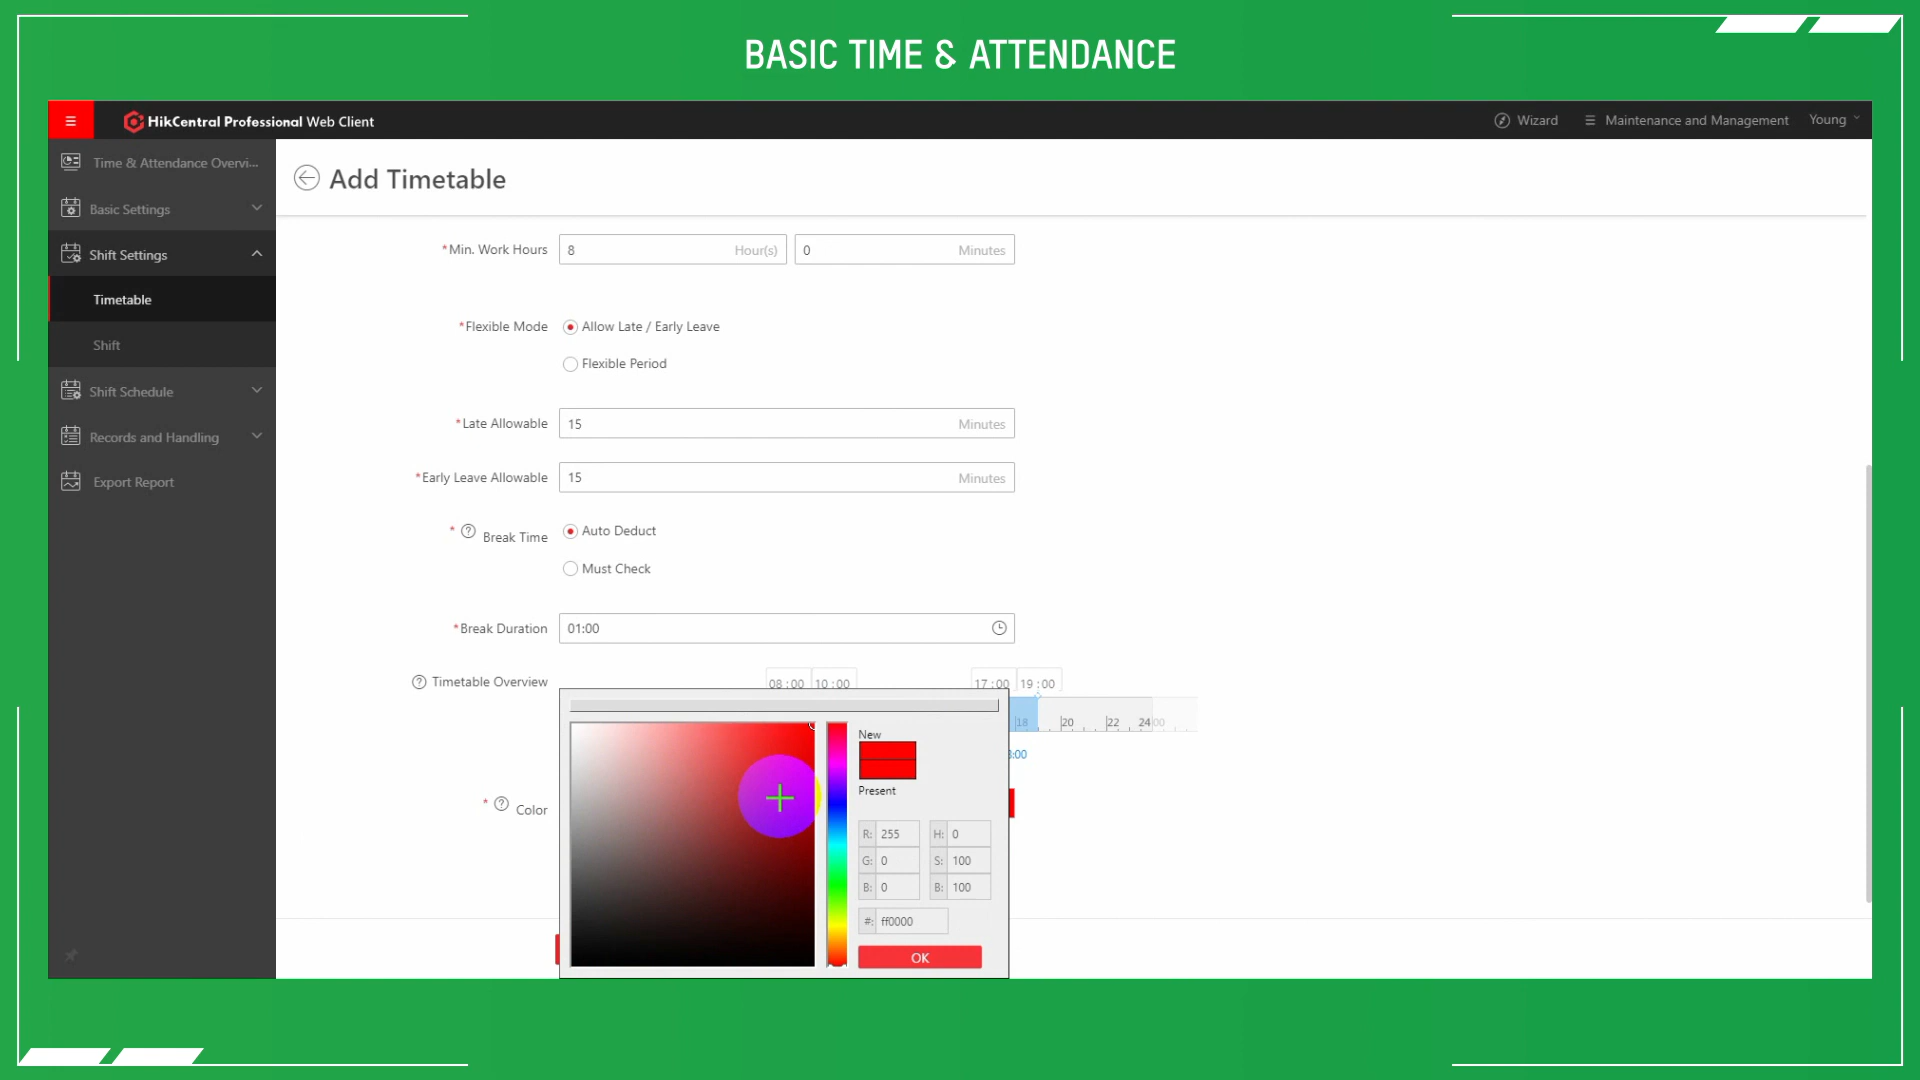 BASIC TIME & ATTENDANCE
HikCentral Professional Web Client
Wizard
Maintenance and Management
Young
Time & Attendance Overvi...
Basic Settings
Shift Settings
Timetable
Shift
Shift Schedule
Records and Handling
Export Report
Add Timetable
*Min. Work Hours 8 Hour(s) 0 Minutes
*Flexible Mode Allow Late / Early Leave
Flexible Period
*Late Allowable 15 Minutes
*Early Leave Allowable 15 Minutes
* ? Break Time Auto Deduct
Must Check
*Break Duration 01:00
? Timetable Overview 08 : 00 10 : 00 17 : 00 19 : 00
18 20 22 24 00
:00
* ? Color
New
Present
R: 255 H: 0
G: 0 S: 100
B: 0 B: 100
#: ff0000
OK